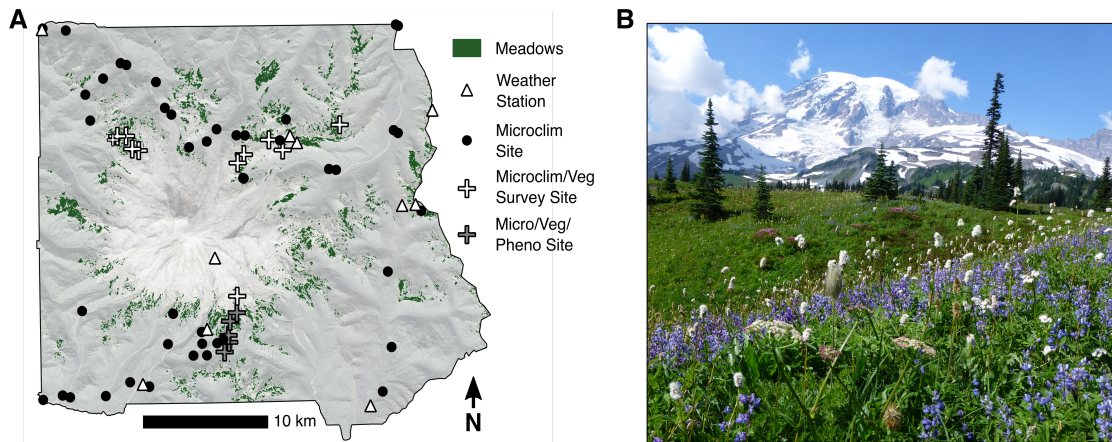 A
B
Meadows
Weather
Station
Microclim
Site
Microclim/Veg
Survey Site
Micro/Veg/
Pheno Site
10 km
N